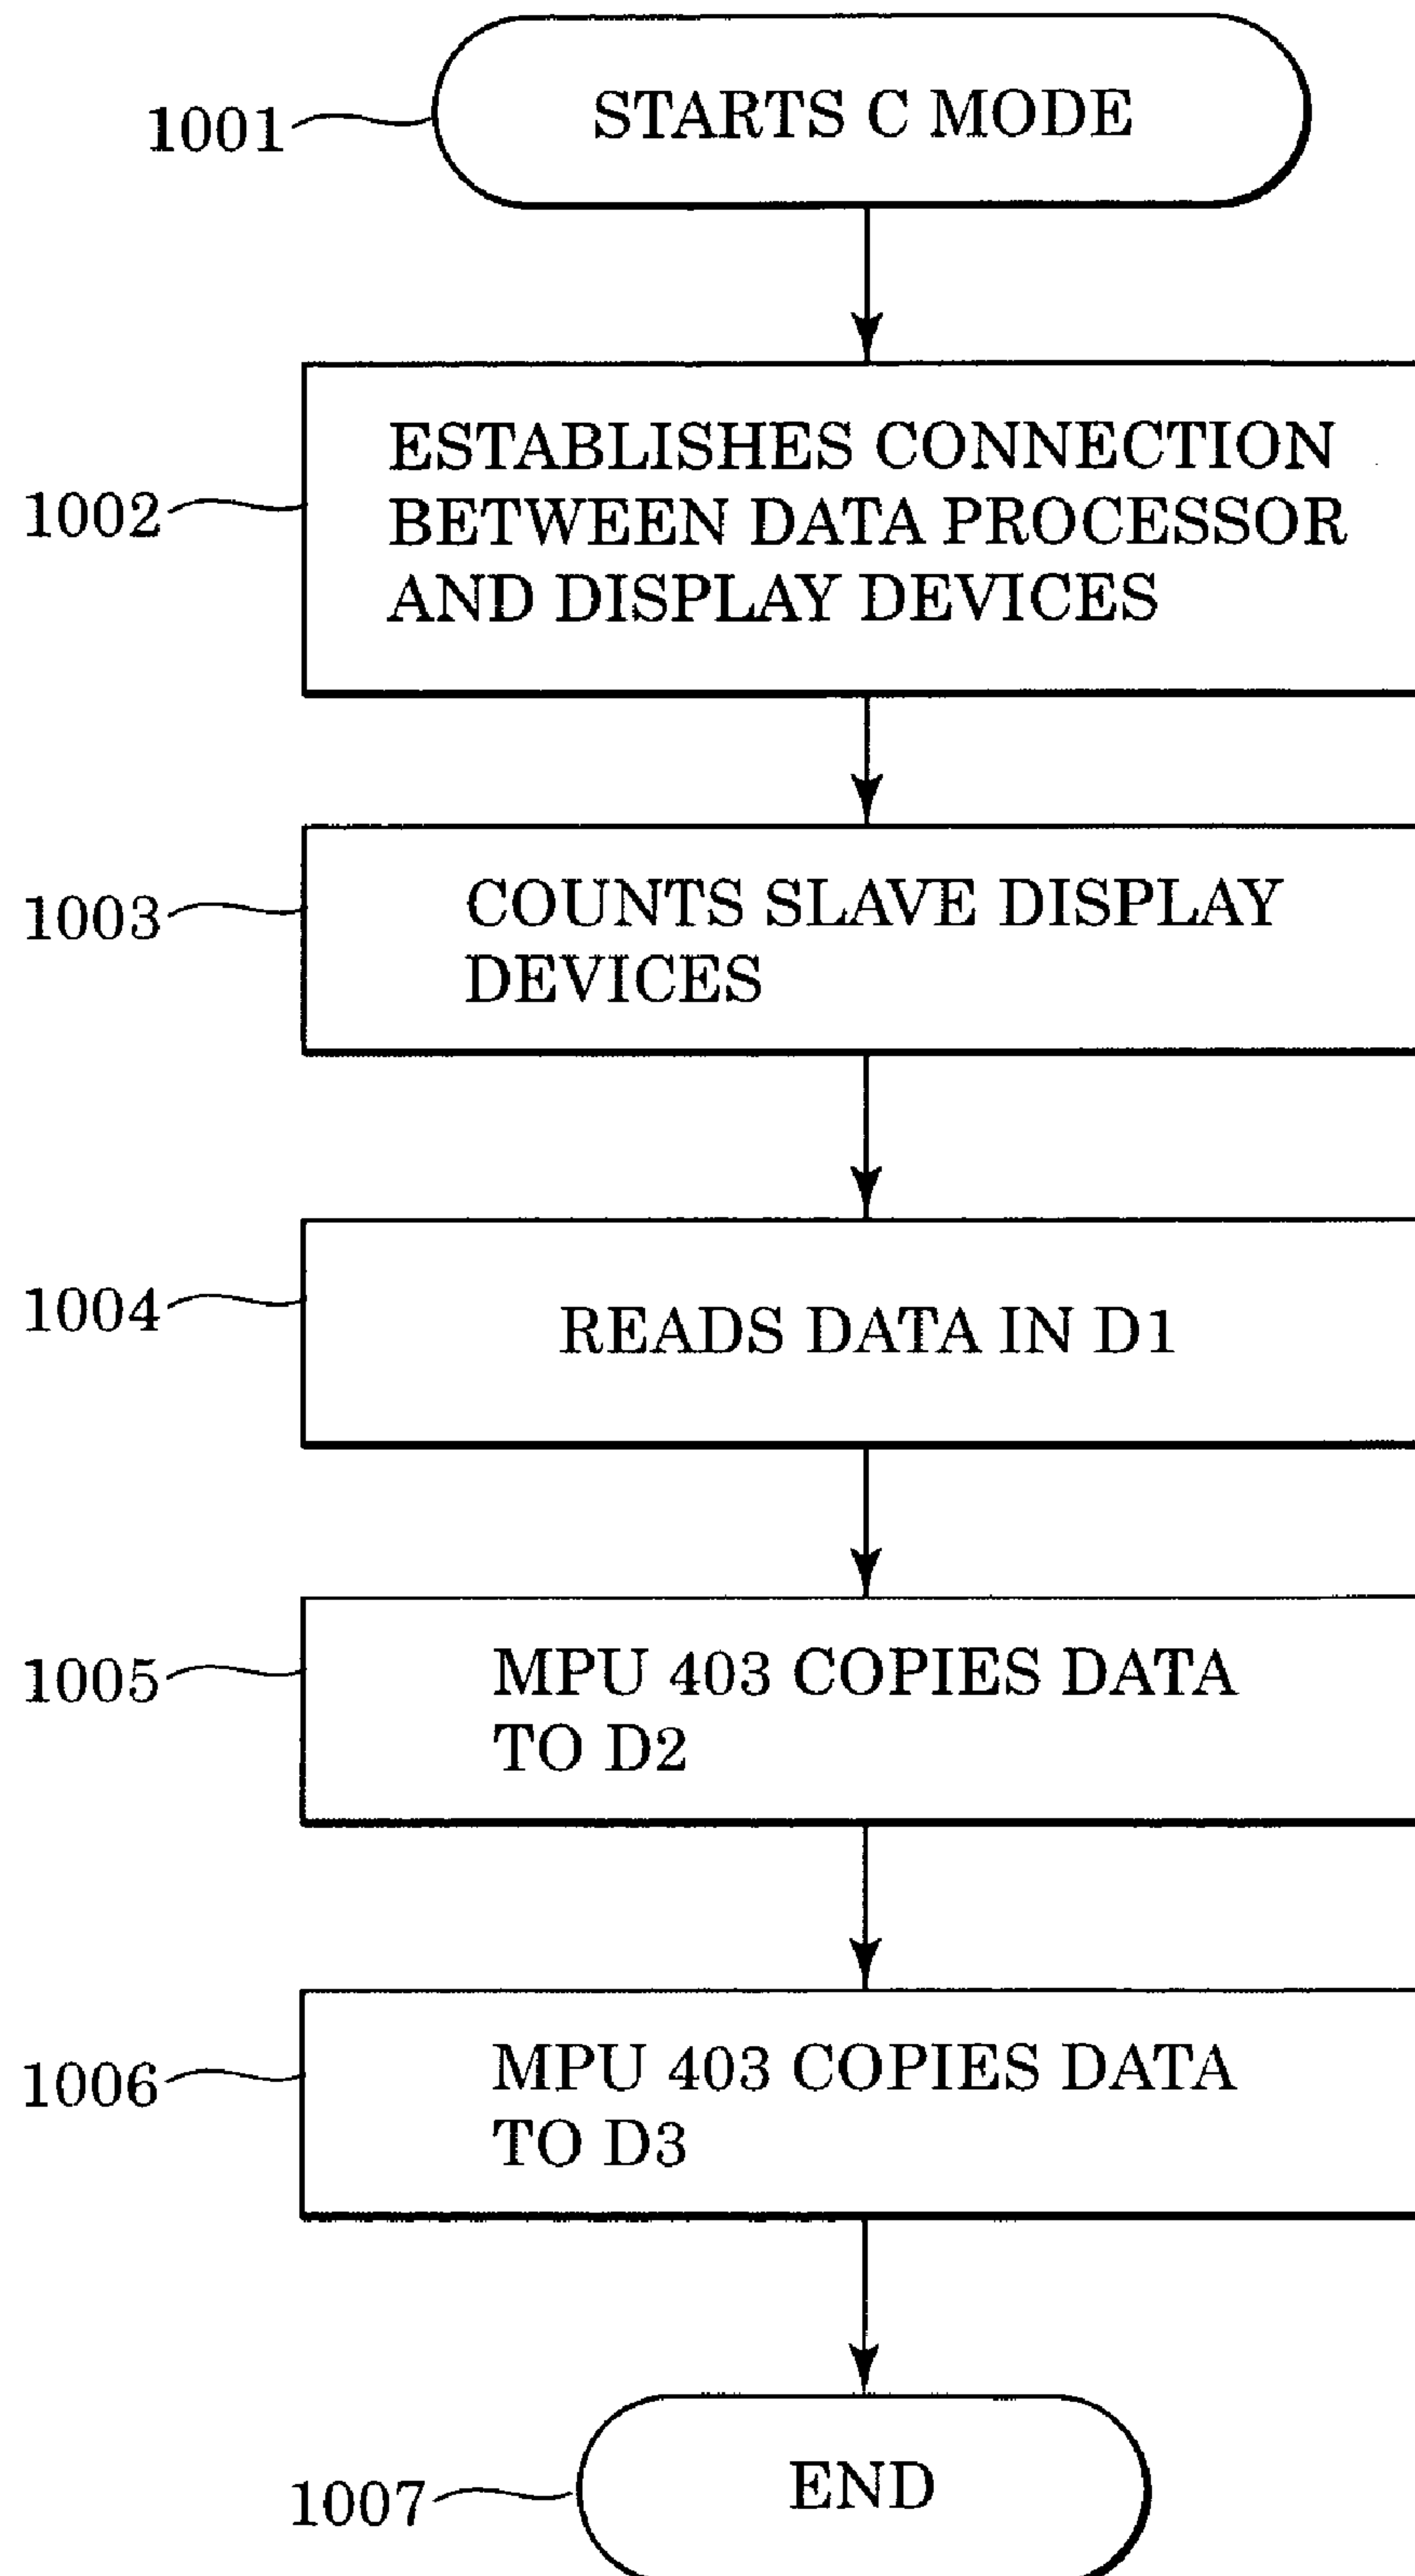 1001
STARTS C MODE
1002
ESTABLISHES CONNECTION
BETWEEN DATA PROCESSOR
AND DISPLAY DEVICES
1003
COUNTS SLAVE DISPLAY
DEVICES
1004
READS DATA IN D1
1005
MPU 403 COPIES DATA
TO D2
1006
MPU 403 COPIES DATA
TO D3
1007
END